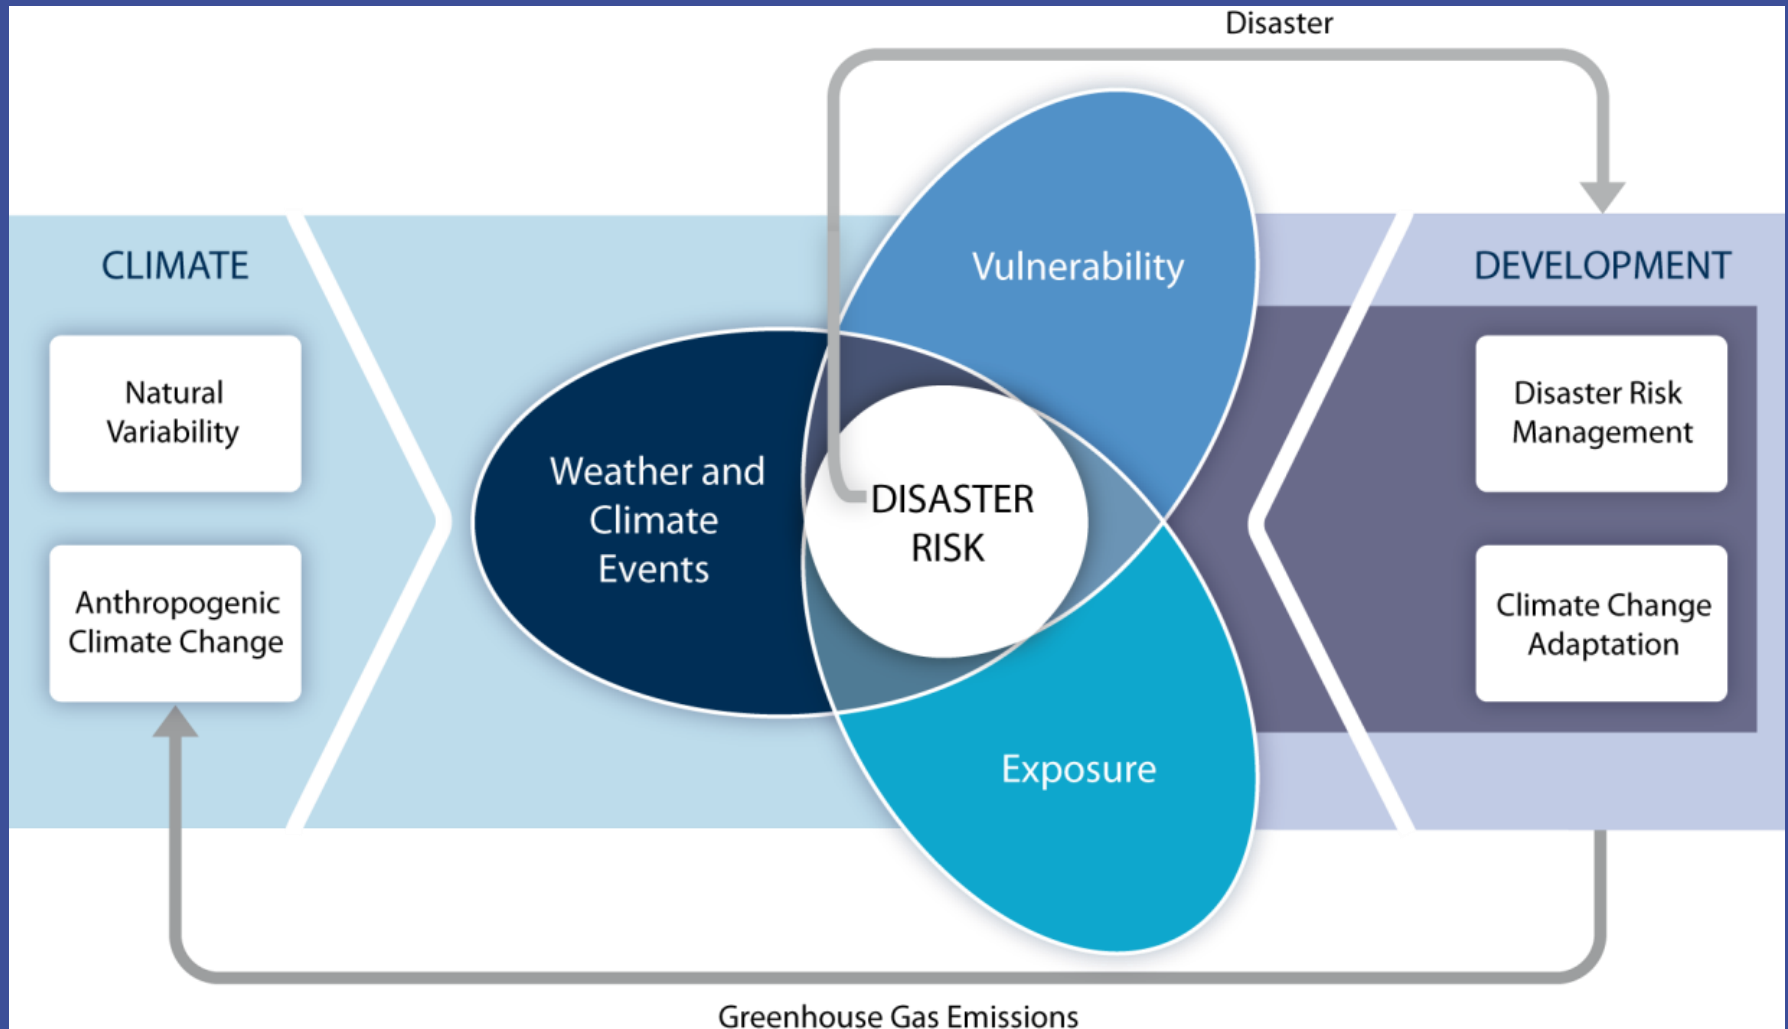 Disaster
CLIMATE
Natural
Variability
Anthropogenic
Climate Change
Vulnerability
Weather and
Climate
Events
DISASTER
RISK
Exposure
DEVELOPMENT
Disaster Risk
Management
Climate Change
Adaptation
Greenhouse Gas Emissions